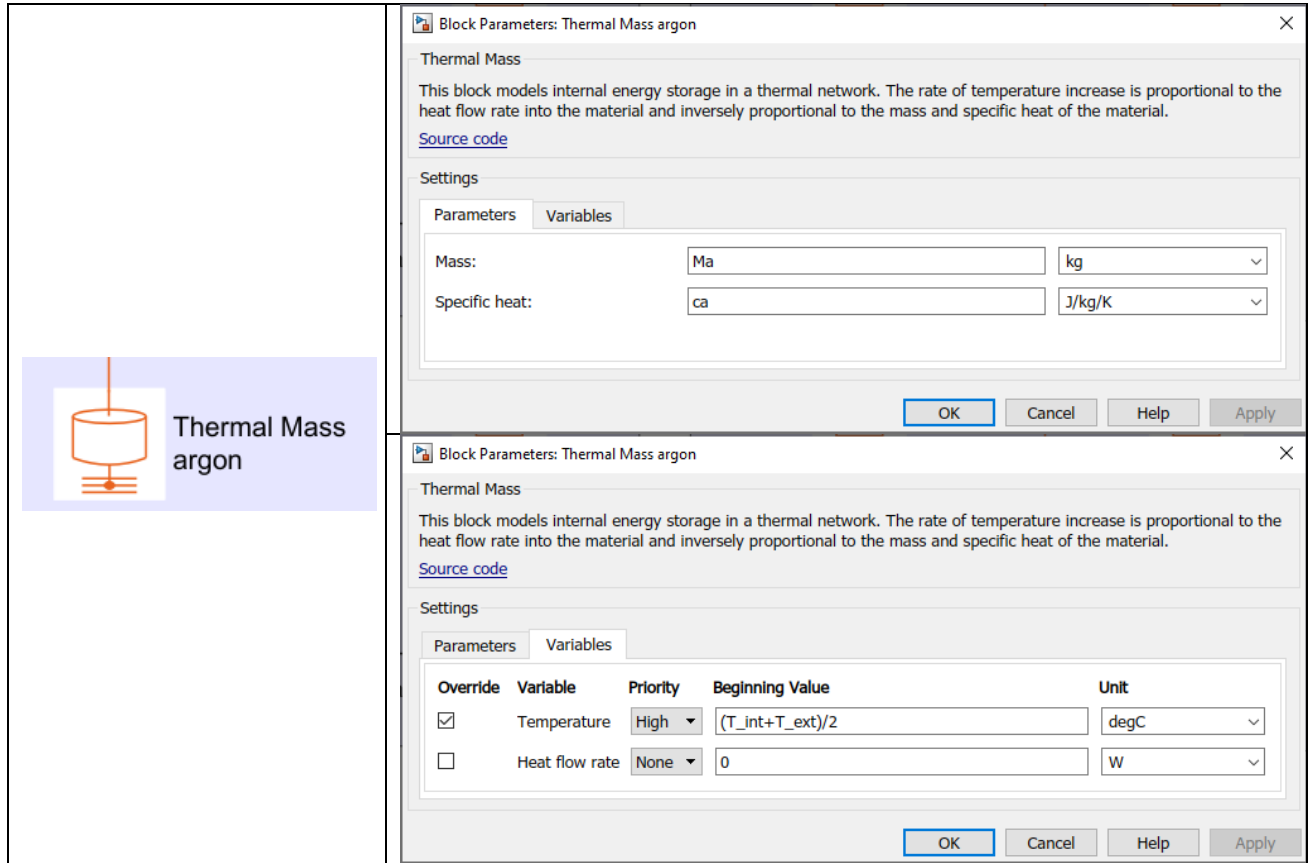 Thermal Mass
argon
Block Parameters: Thermal Mass argon
Thermal Mass
This block models internal energy storage in a thermal network. The rate of temperature increase is proportional to the
heat flow rate into the material and inversely proportional to the mass and specific heat of the material.
Source code
Settings
Parameters Variables
Mass: Ma kg
Specific heat: ca J/kg/K
OK Cancel Help Apply
Block Parameters: Thermal Mass argon
Thermal Mass
This block models internal energy storage in a thermal network. The rate of temperature increase is proportional to the
heat flow rate into the material and inversely proportional to the mass and specific heat of the material.
Source code
Settings
Parameters Variables
Override Variable Priority Beginning Value Unit
Temperature High (T_int+T_ext)/2 degC
Heat flow rate None 0 W
OK Cancel Help Apply